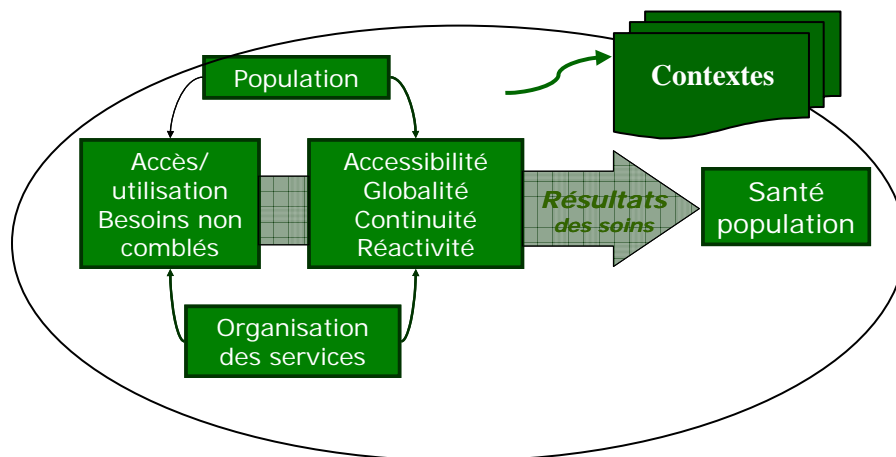 Population
Contextes
Accès/
utilisation
Besoins non
comblés
Accessibilité
Globalité
Continuité
Réactivité
Résultats
des soins
Santé
population
Organisation
des services